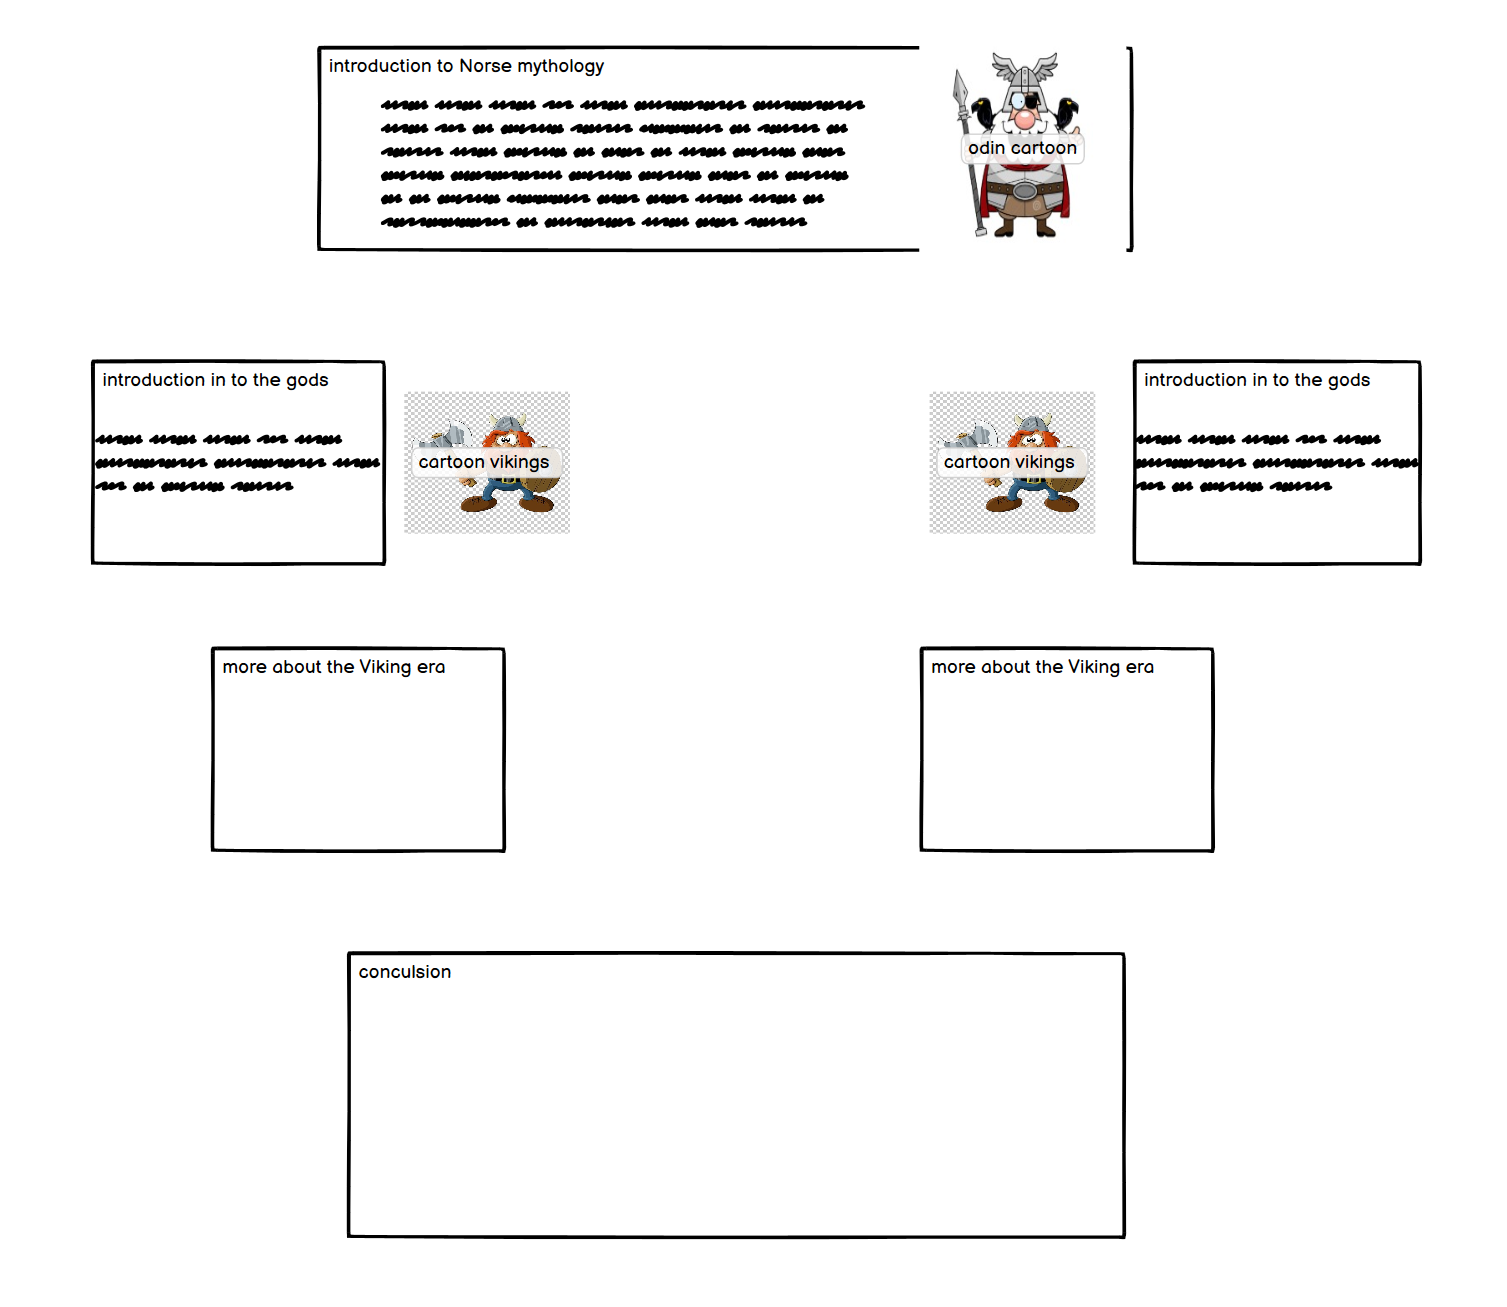 introduction to Norse mythology
odin cartoon
introduction in to the gods
cartoon vikings
cartoon vikings
introduction in to the gods
more about the Viking era
more about the Viking era
conculsion